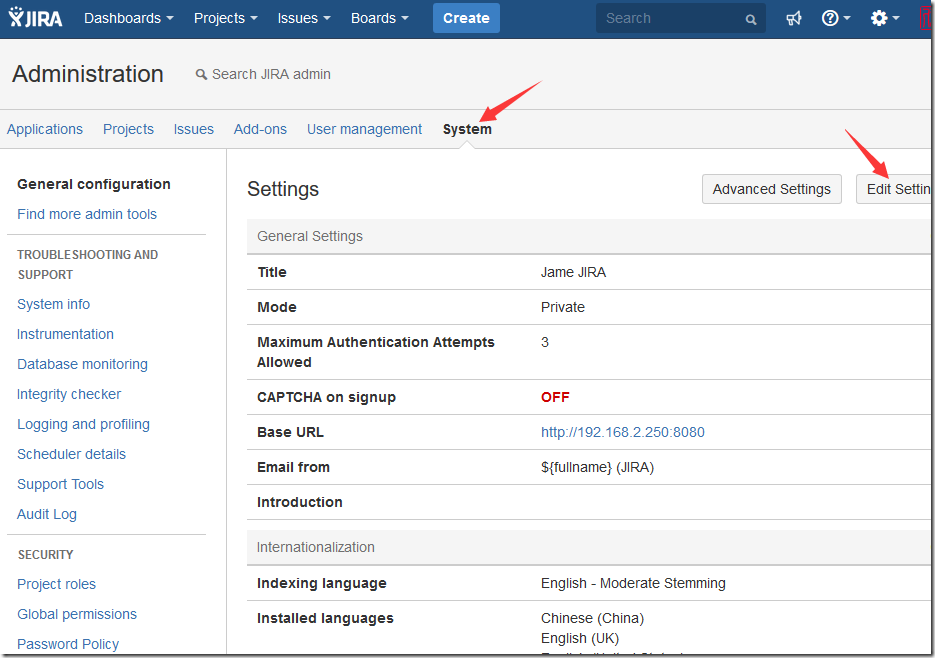 JIRA Dashboards Projects Issues Boards Create Search
Administration Search JIRA admin
Applications Projects Issues Add-ons User management System
General configuration
Find more admin tools
TROUBLESHOOTING AND
SUPPORT
System info
Instrumentation
Database monitoring
Integrity checker
Logging and profiling
Scheduler details
Support Tools
Audit Log
SECURITY
Project roles
Global permissions
Password Policy
Settings Advanced Settings Edit Settin
General Settings
Title Jame JIRA
Mode Private
Maximum Authentication Attempts
Allowed 3
CAPTCHA on signup OFF
Base URL http://192.168.2.250:8080
Email from ${fullname} (JIRA)
Introduction
Internationalization
Indexing language English - Moderate Stemming
Installed languages Chinese (China)
English (UK)